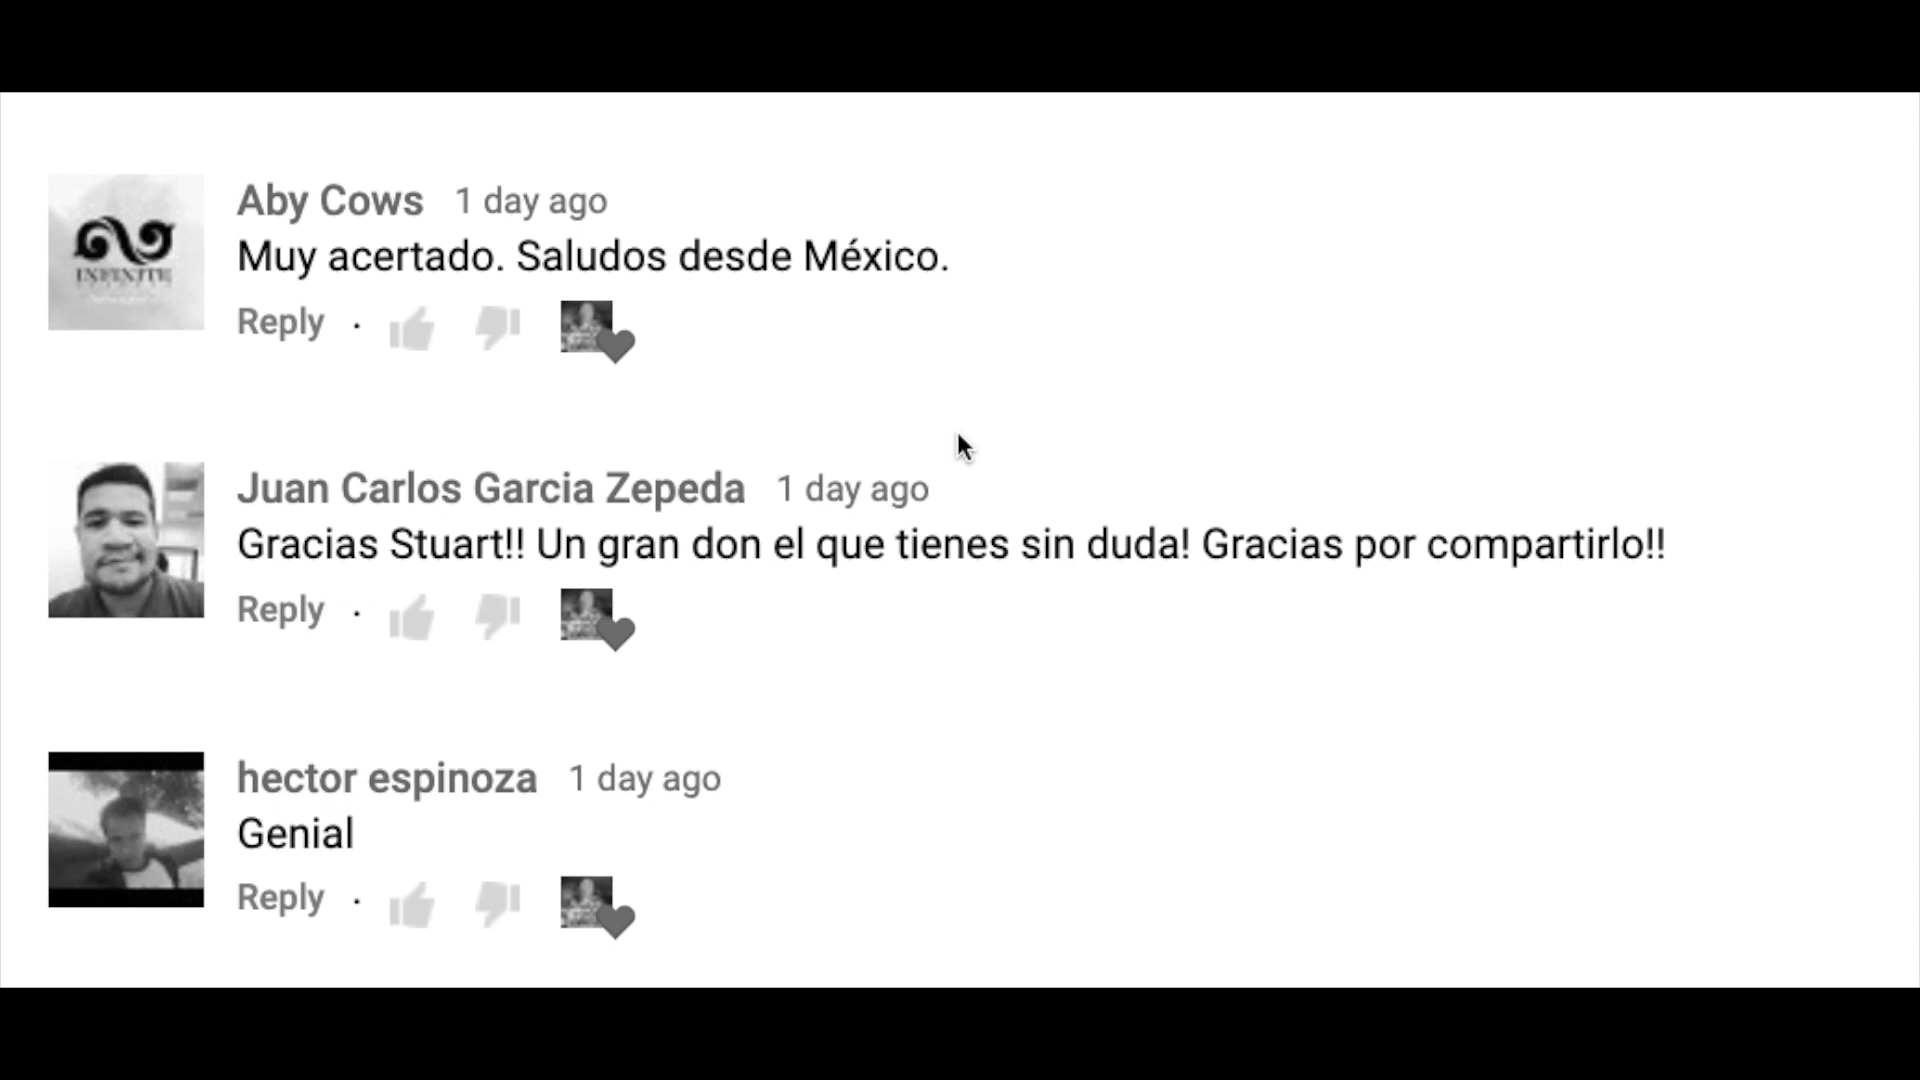 Aby Cows 1 day ago
Muy acertado. Saludos desde México.
INFINITE
Reply ·
Juan Carlos Garcia Zepeda 1 day ago
Gracias Stuart!! Un gran don el que tienes sin duda! Gracias por compartirlo!!
Reply ·
hector espinoza 1 day ago
Genial
Reply ·